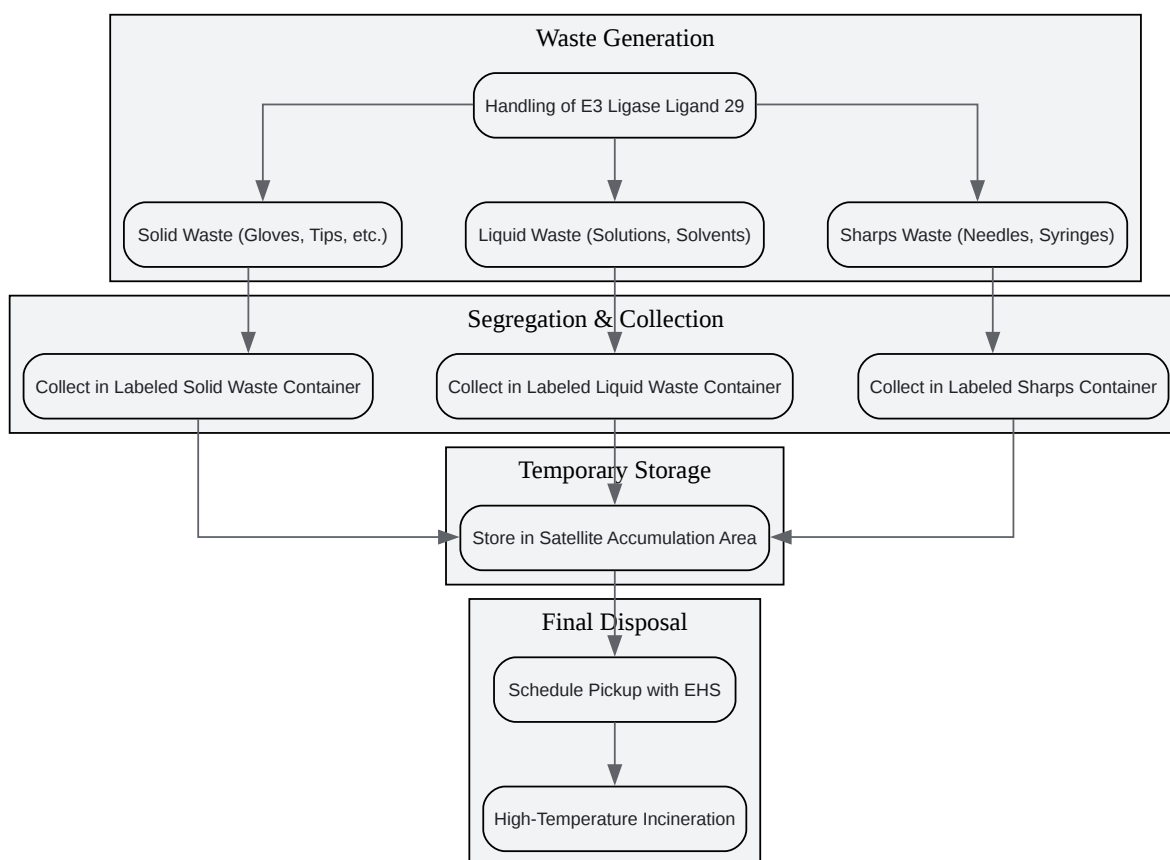 Waste Generation
Handling of E3 Ligase Ligand 29
Solid Waste (Gloves, Tips, etc.)
Liquid Waste (Solutions, Solvents)
Sharps Waste (Needles, Syringes)
Segregation & Collection
Collect in Labeled Solid Waste Container
Collect in Labeled Liquid Waste Container
Collect in Labeled Sharps Container
Temporary Storage
Store in Satellite Accumulation Area
Final Disposal
Schedule Pickup with EHS
High-Temperature Incineration